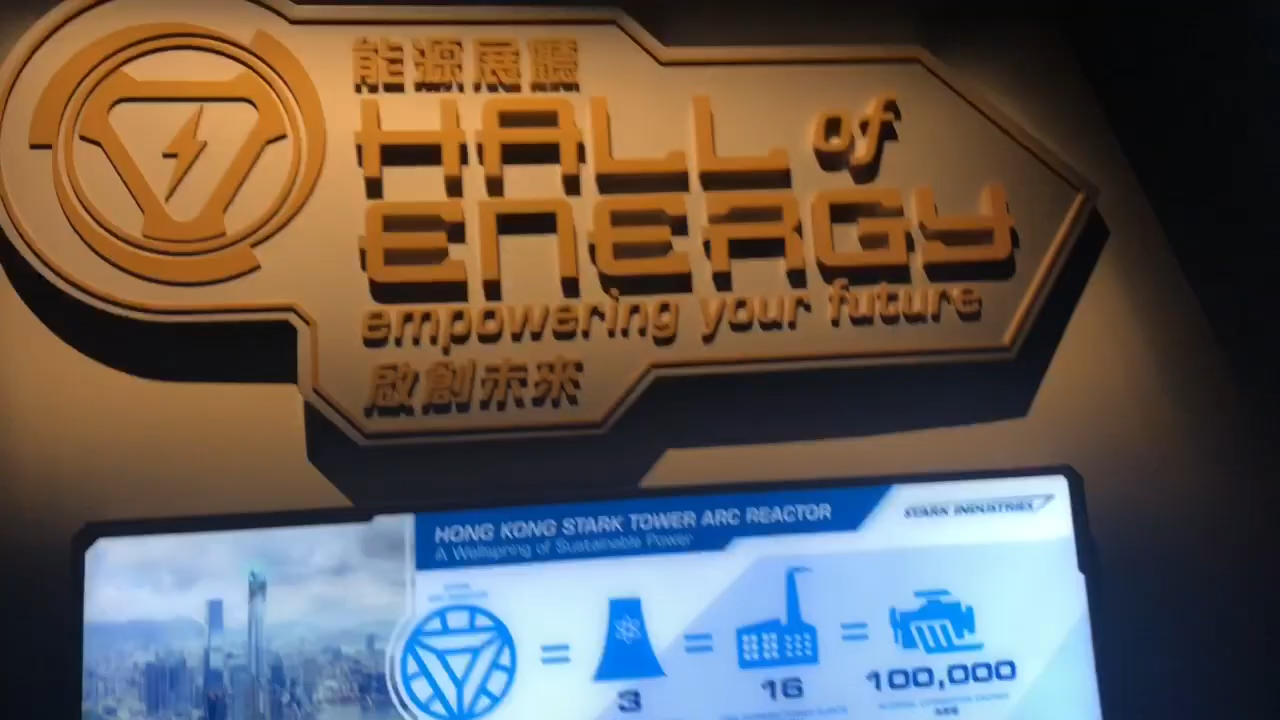 能源展廳
HALL of
ENERGY
empowering your future
啟創未來
HONG KONG STARK TOWER ARC REACTOR
A Wellspring of Sustainable Power
STARK INDUSTRIES
= = =
3 16 100,000